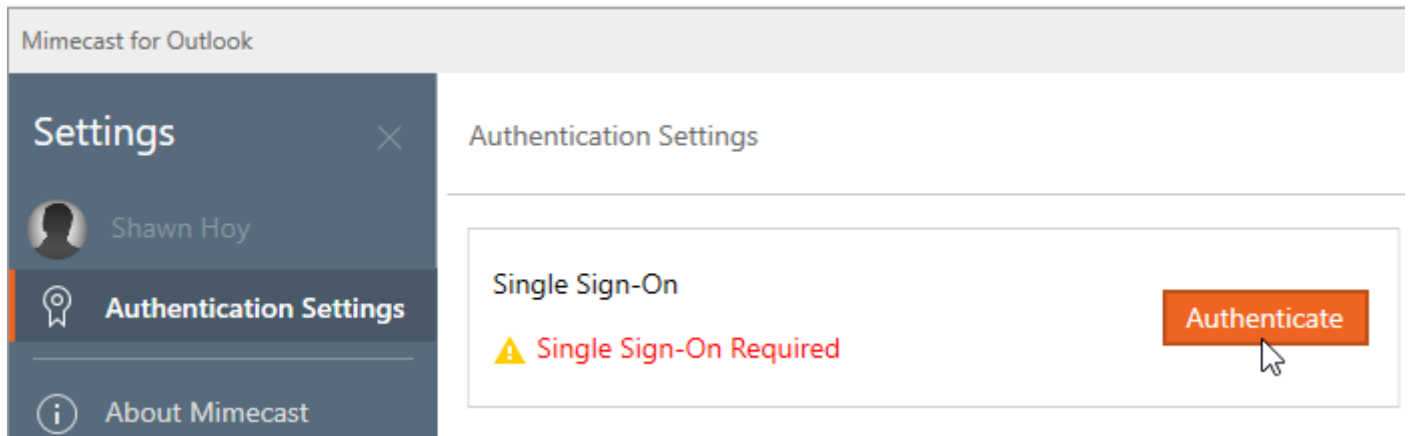 Mimecast for Outlook
Settings
Shawn Hoy
Authentication Settings
About Mimecast
Authentication Settings
Single Sign-On
Single Sign-On Required
Authenticate